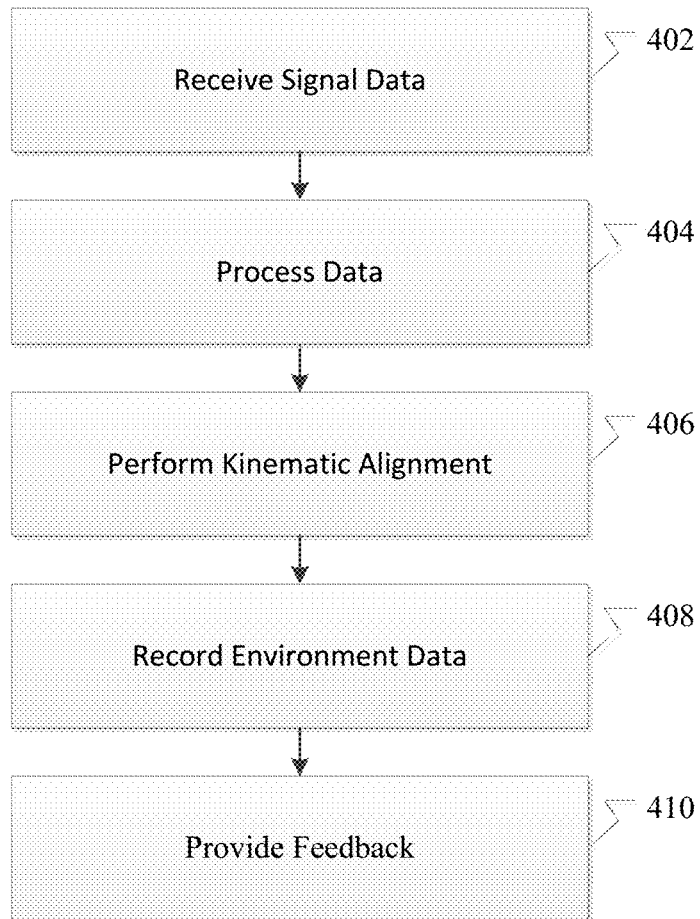 Receive Signal Data
402
Process Data
404
Perform Kinematic Alignment
406
Record Environment Data
408
Provide Feedback
410